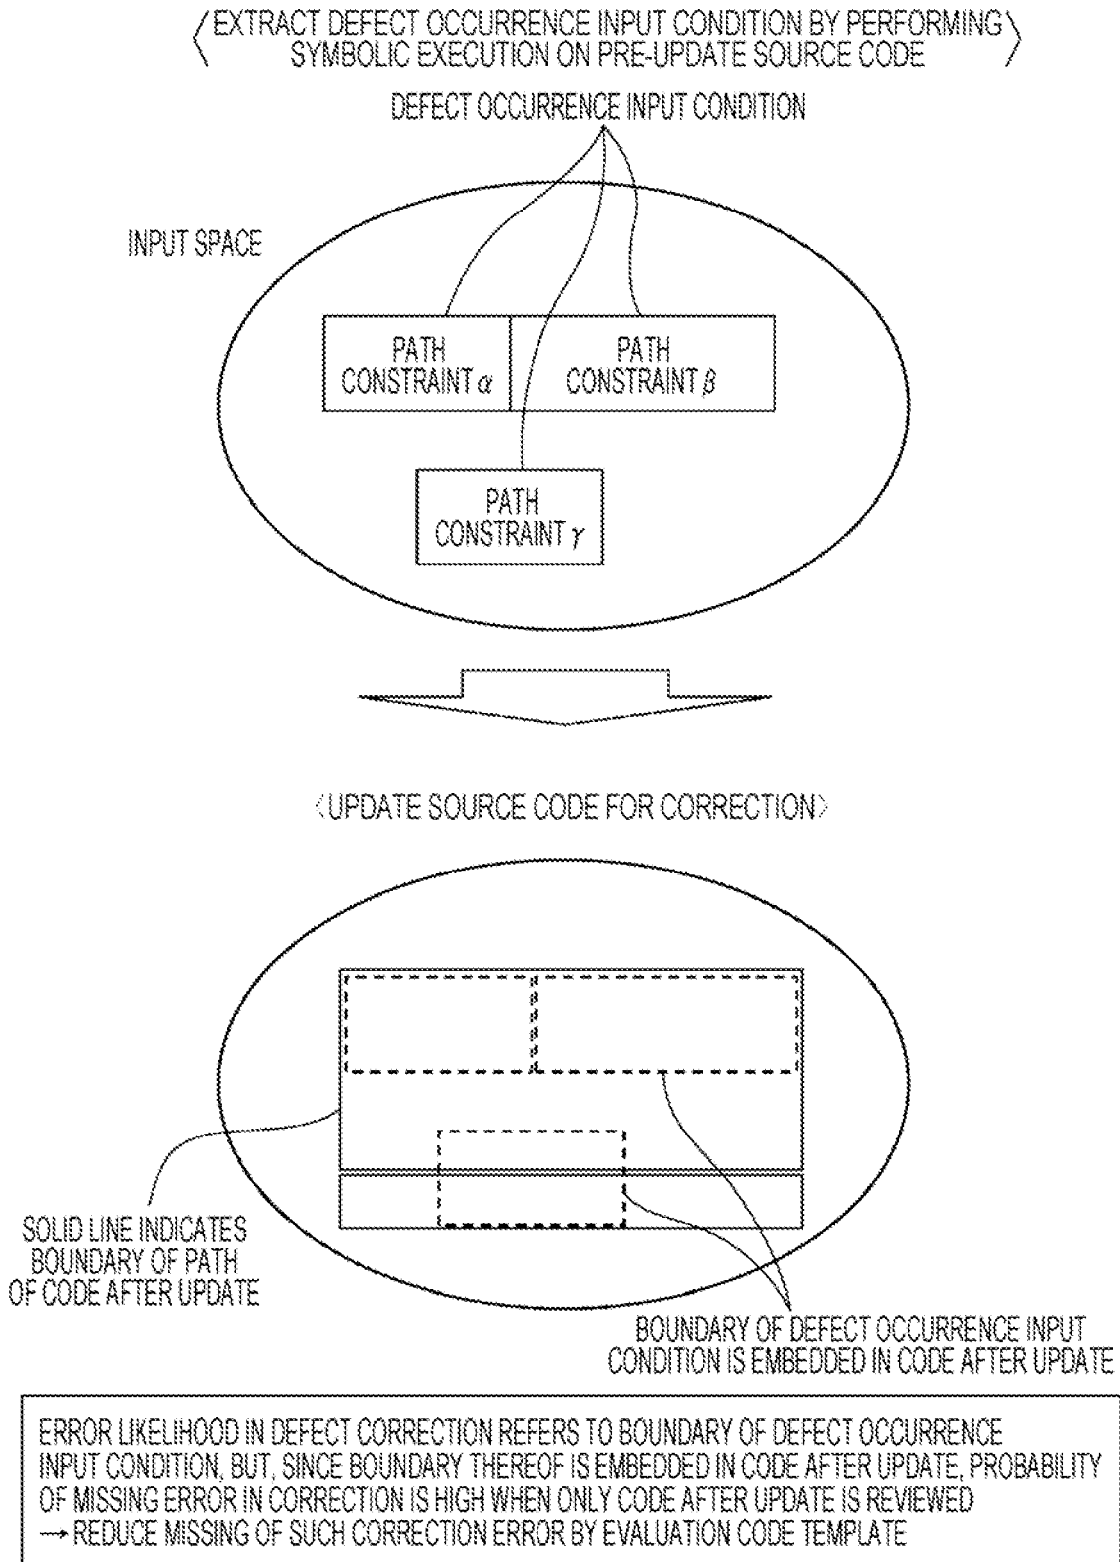 〈EXTRACT DEFECT OCCURRENCE INPUT CONDITION BY PERFORMING
SYMBOLIC EXECUTION ON PRE-UPDATE SOURCE CODE〉
DEFECT OCCURRENCE INPUT CONDITION
INPUT SPACE
PATH
CONSTRAINT α
PATH
CONSTRAINT β
PATH
CONSTRAINT γ
〈UPDATE SOURCE CODE FOR CORRECTION〉
SOLID LINE INDICATES
BOUNDARY OF PATH
OF CODE AFTER UPDATE
BOUNDARY OF DEFECT OCCURRENCE INPUT
CONDITION IS EMBEDDED IN CODE AFTER UPDATE
ERROR LIKELIHOOD IN DEFECT CORRECTION REFERS TO BOUNDARY OF DEFECT OCCURRENCE
INPUT CONDITION, BUT, SINCE BOUNDARY THEREOF IS EMBEDDED IN CODE AFTER UPDATE, PROBABILITY
OF MISSING ERROR IN CORRECTION IS HIGH WHEN ONLY CODE AFTER UPDATE IS REVIEWED
→ REDUCE MISSING OF SUCH CORRECTION ERROR BY EVALUATION CODE TEMPLATE